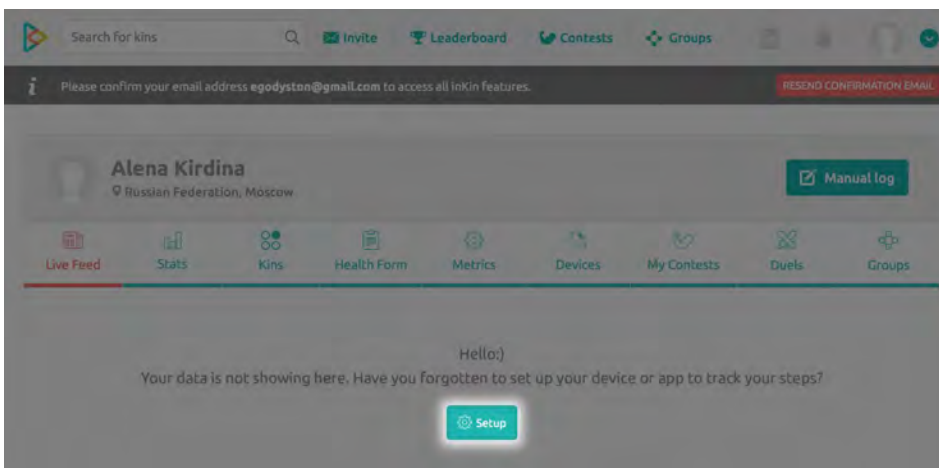 Search for kins
Invite
Leaderboard
Contests
Groups
i Please confirm your email address egodyston@gmail.com to access all inKin features.
RESEND CONFIRMATION EMAIL
Alena Kirdina
Russian Federation, Moscow
Manual log
Live Feed
Stats
Kins
Health Form
Metrics
Devices
My Contests
Duels
Groups
Hello:)
Your data is not showing here. Have you forgotten to set up your device or app to track your steps?
Setup